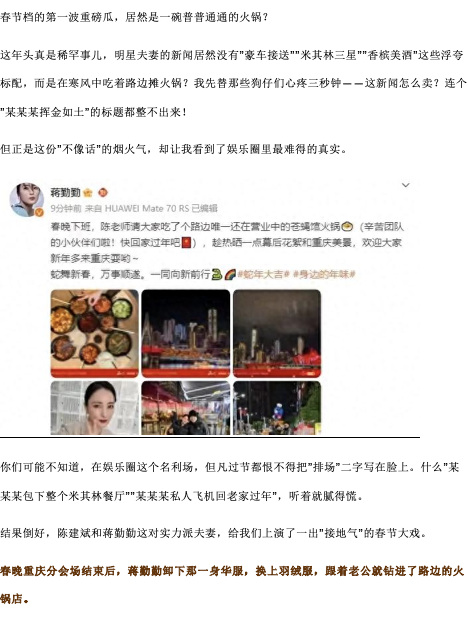 春节档的第一波重磅瓜，居然是一碗普普通通的火锅？
这年头真是稀罕事儿，明星夫妻的新闻居然没有"豪车接送""米其林三星""香槟美酒"这些浮夸
标配，而是在寒风中吃着路边摊火锅？我先替那些狗仔们心疼三秒钟——这新闻怎么卖？连个
"某某某挥金如土"的标题都整不出来！
但正是这份"不像话"的烟火气，却让我看到了娱乐圈里最难得的真实。
蒋勤勤
9分钟前 来自 HUAWEI Mate 70 RS 已编辑
春晚下班，陈老师请大家吃了个路边唯一还在营业中的苍蝇馆火锅🍲（辛苦团队
的小伙伴们啦！快回家过年吧🧧），趁热晒一点幕后花絮和重庆美景，欢迎大家
新年多来重庆耍哟~
蛇舞新春，万事顺遂。一同向新前行🐍🌈#蛇年大吉# #身边的年味#
你们可能不知道，在娱乐圈这个名利场，但凡过节都恨不得把"排场"二字写在脸上。什么"某
某某包下整个米其林餐厅""某某某私人飞机回老家过年"，听着就腻得慌。
结果倒好，陈建斌和蒋勤勤这对实力派夫妻，给我们上演了一出"接地气"的春节大戏。
春晚重庆分会场结束后，蒋勤勤卸下那一身华服，换上羽绒服，跟着老公就钻进了路边的火
锅店。